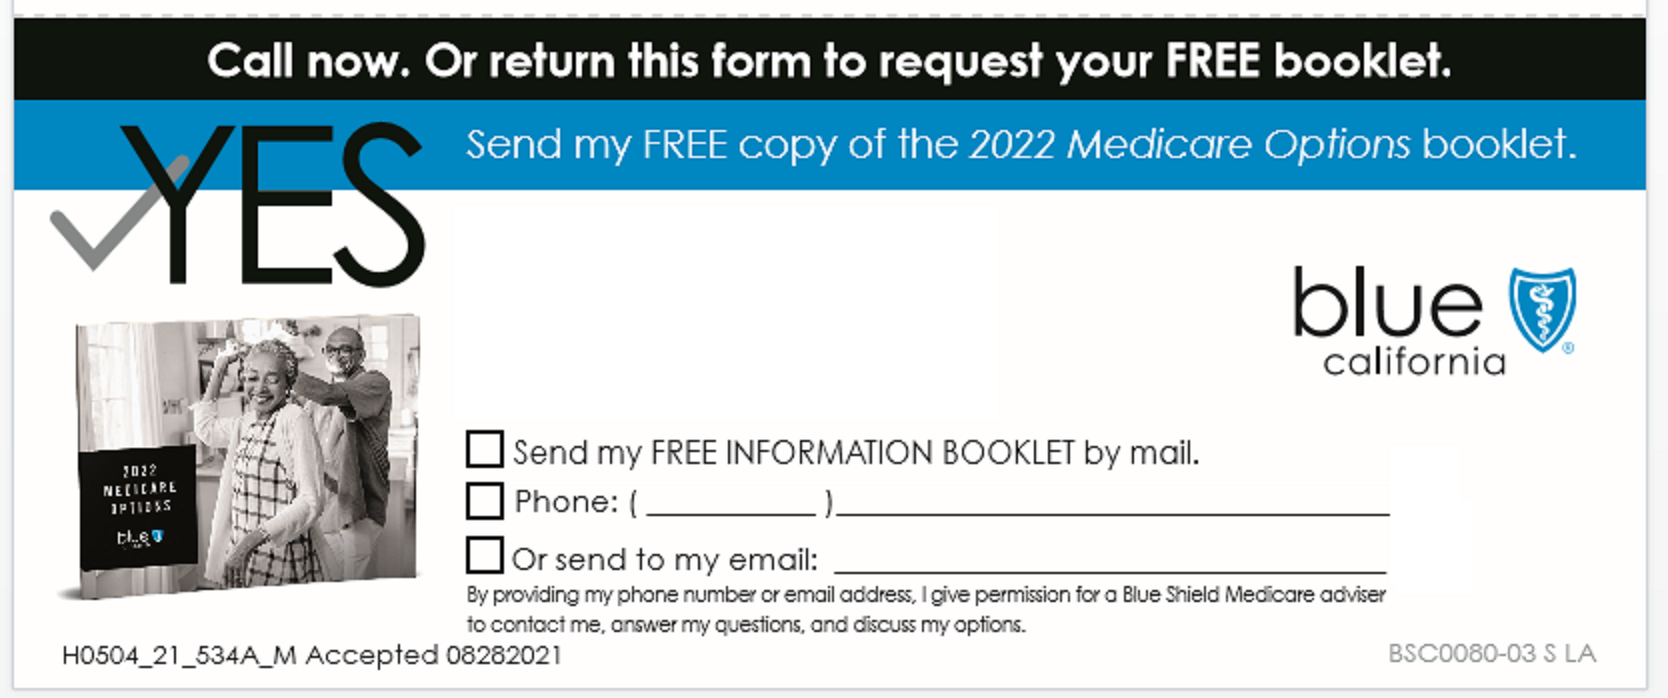 Call now. Or return this form to request your FREE booklet.
YES
Send my FREE copy of the 2022 Medicare Options booklet.
blue
california
®
2022
MEDICARE
OPTIONS
blue
Send my FREE INFORMATION BOOKLET by mail.
Phone: ( __________ )________________________________
Or send to my email: ________________________________
By providing my phone number or email address, I give permission for a Blue Shield Medicare adviser
to contact me, answer my questions, and discuss my options.
H0504_21_534A_M Accepted 08282021
BSC0080-03 S LA